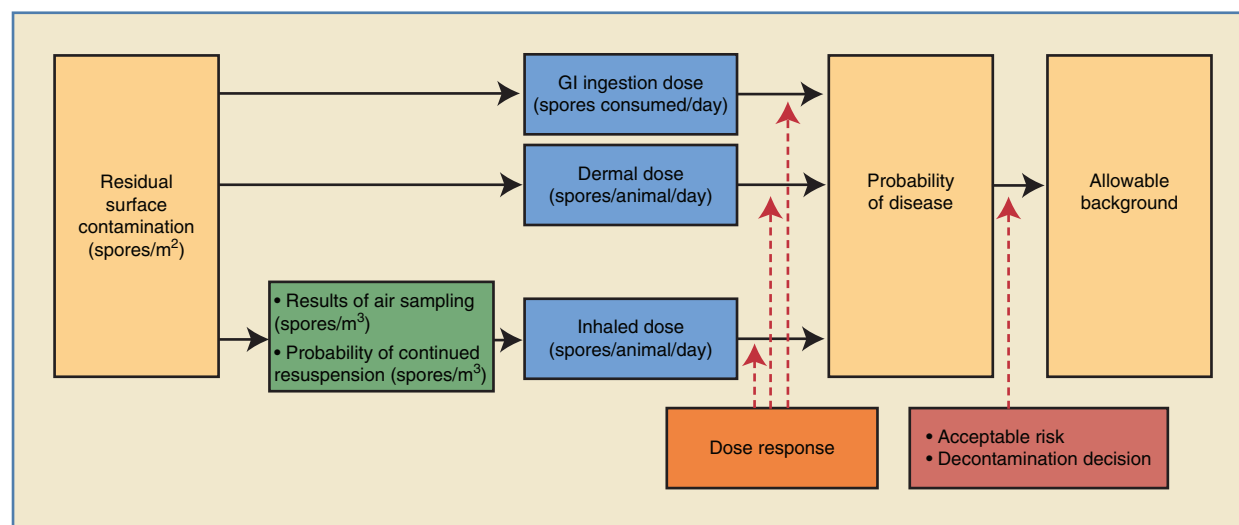 Residual
surface
contamination
(spores/m²)
• Results of air sampling
(spores/m³)
• Probability of continued
resuspension (spores/m³)
GI ingestion dose
(spores consumed/day)
Dermal dose
(spores/animal/day)
Inhaled dose
(spores/animal/day)
Dose response
Probability
of disease
• Acceptable risk
• Decontamination decision
Allowable
background